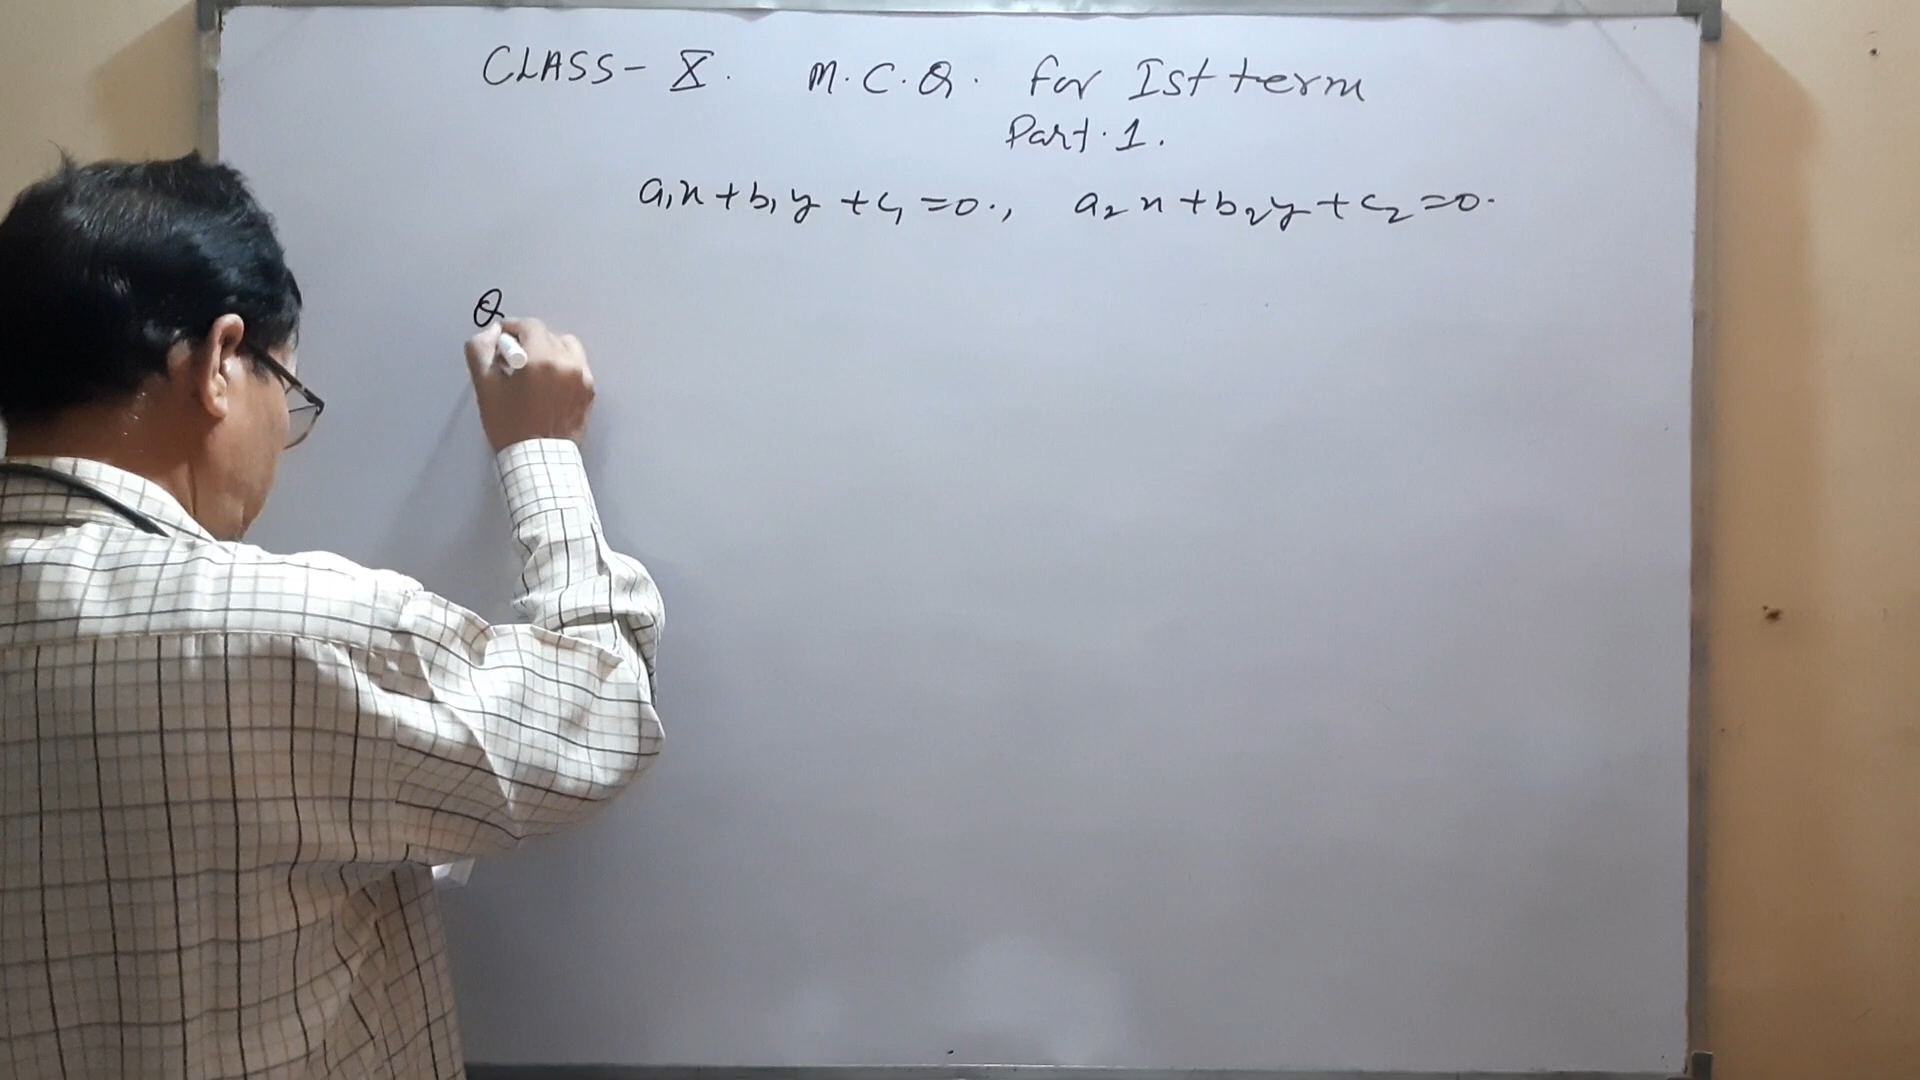 CLASS-X. M.C.Q. for Ist term
Part.1.
a₁x+b₁y+c₁=0., a₂x+b₂y+c₂=0.
Q